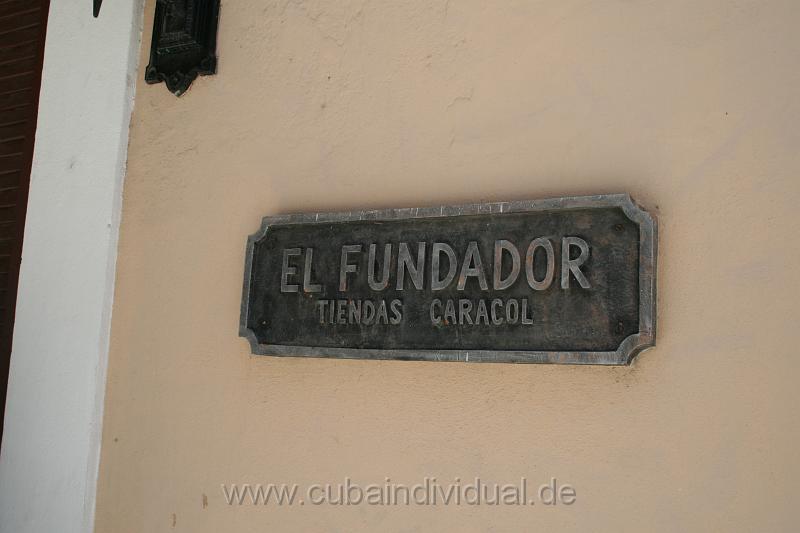 EL FUNDADOR
TIENDAS CARACOL
www.cubaindividual.de